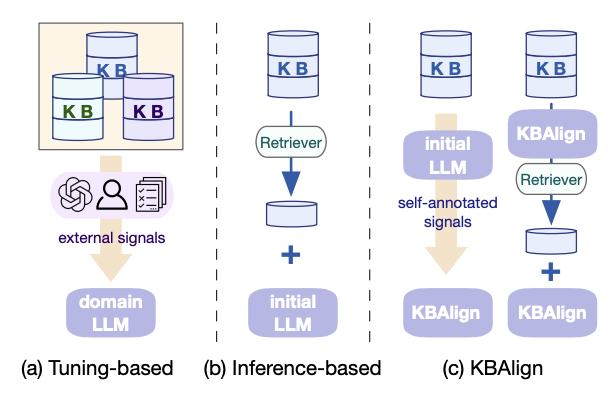 K B
K B
K B
external signals
domain
LLM
(a) Tuning-based
K B
Retriever
+
initial
LLM
(b) Inference-based
K B
initial
LLM
self-annotated
signals
KBAlign
K B
KBAlign
Retriever
+
KBAlign
(c) KBAlign